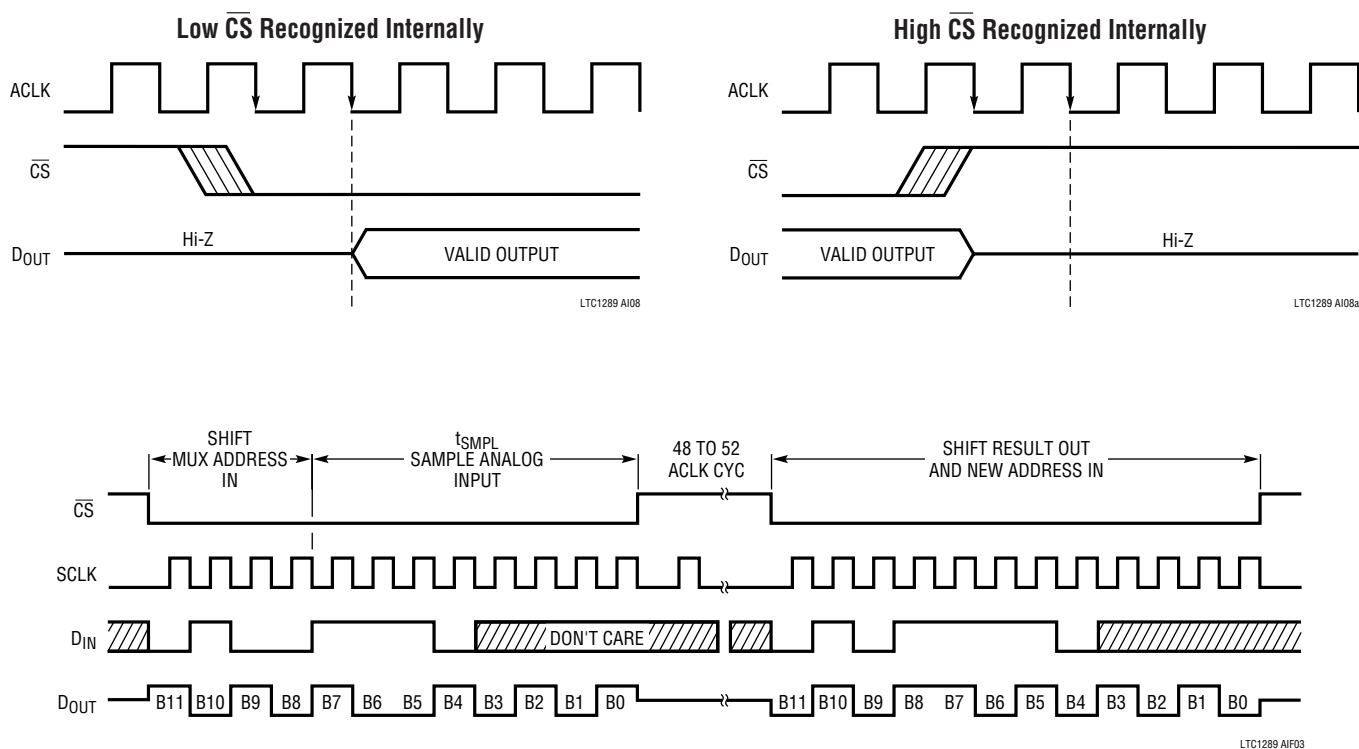 Low CS Recognized Internally
ACLK
CS
DOUT
Hi-Z
VALID OUTPUT
LTC1289 AI08
High CS Recognized Internally
ACLK
CS
DOUT
VALID OUTPUT
Hi-Z
LTC1289 AI08a
SHIFT
MUX ADDRESS
IN
tSMPL
SAMPLE ANALOG
INPUT
48 TO 52
ACLK CYC
SHIFT RESULT OUT
AND NEW ADDRESS IN
CS
SCLK
DIN
DON'T CARE
DOUT
B11 B10 B9 B8 B7 B6 B5 B4 B3 B2 B1 B0
B11 B10 B9 B8 B7 B6 B5 B4 B3 B2 B1 B0
LTC1289 AIF03